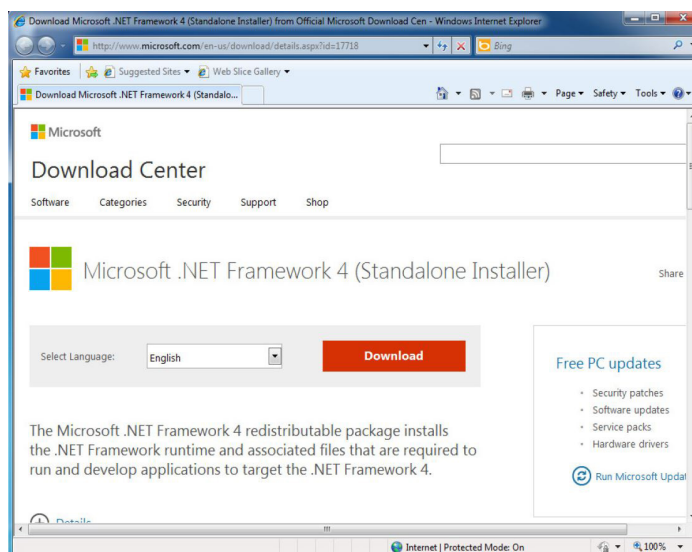 Download Microsoft .NET Framework 4 (Standalone Installer) from Official Microsoft Download Cen - Windows Internet Explorer
http://www.microsoft.com/en-us/download/details.aspx?id=17718
Bing
Favorites Suggested Sites Web Slice Gallery
Download Microsoft .NET Framework 4 (Standalo...
Page Safety Tools
Microsoft
Download Center
Software Categories Security Support Shop
Microsoft .NET Framework 4 (Standalone Installer)
Share
Select Language: English Download
Free PC updates
Security patches
Software updates
Service packs
Hardware drivers
Run Microsoft Updat
The Microsoft .NET Framework 4 redistributable package installs
the .NET Framework runtime and associated files that are required to
run and develop applications to target the .NET Framework 4.
Details
Internet | Protected Mode: On 100%